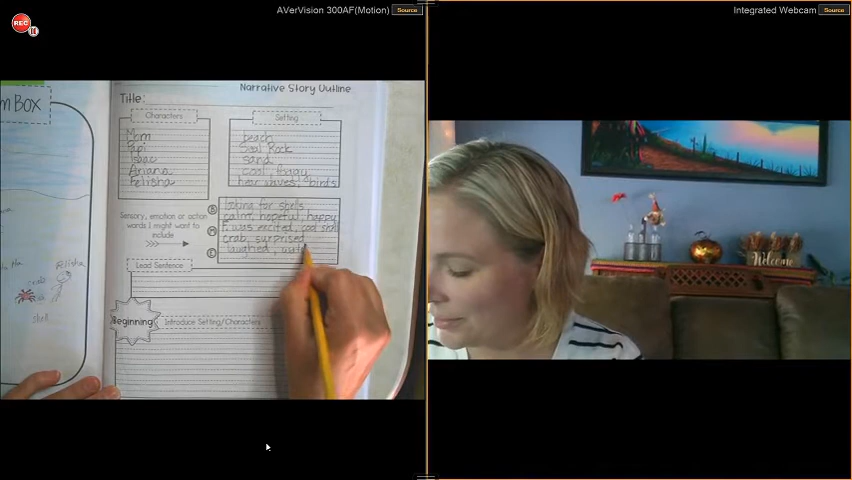 AVerVision 300AF(Motion) Source
Integrated Webcam Source
REC
m Box
Narrative Story Outline
Title:
Characters
Setting
Mom
Papi
Isaac
Ariana
Felisha
beach
Seal Rock
sand
cool, foggy
hear waves, birds
Sensory, emotion or action
words I might want to
include
B
looking for shells
calm, hopeful, happy
M
F. was excited, cool shell
crab, surprised
E
laughed,
Lead Sentence
Beginning
Introduce Setting/Characters
Felisha
crab
shell
Welcome